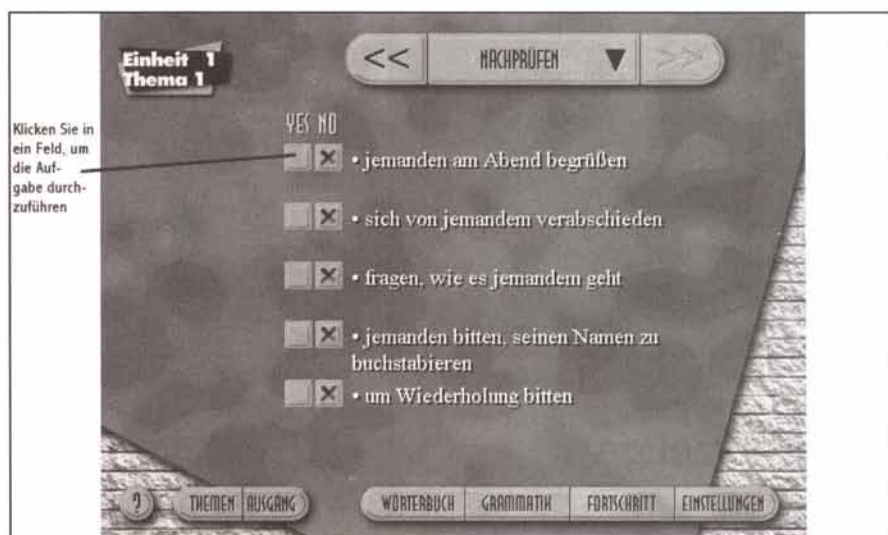 Einheit 1
Thema 1
<<
NACHPRÜFEN
>>
Klicken Sie in
ein Feld, um
die Auf-
gabe durch-
zuführen
YES NO
• jemanden am Abend begrüßen
• sich von jemandem verabschieden
• fragen, wie es jemandem geht
• jemanden bitten, seinen Namen zu
buchstabieren
• um Wiederholung bitten
?
THEMEN
AUSGANG
WÖRTERBUCH
GRAMMATIK
FORTSCHRITT
EINSTELLUNGEN